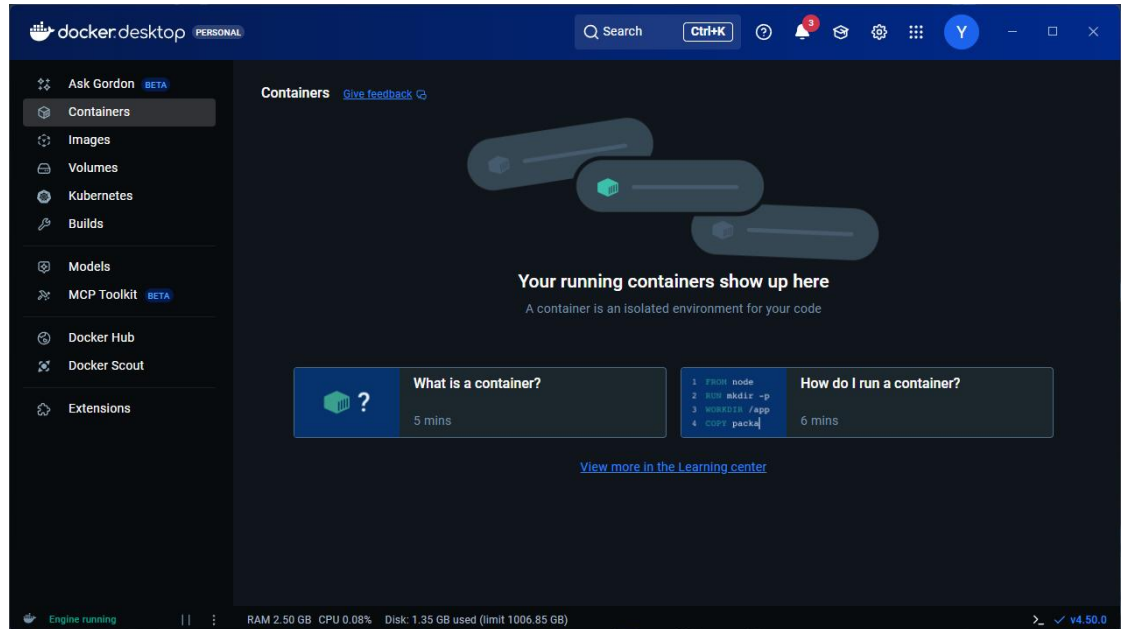 docker.desktop PERSONAL
Search Ctrl+K
3
Y
Ask Gordon BETA
Containers
Images
Volumes
Kubernetes
Builds
Models
MCP Toolkit BETA
Docker Hub
Docker Scout
Extensions
Containers Give feedback
Your running containers show up here
A container is an isolated environment for your code
?
What is a container?
5 mins
1 FROM node
2 RUN mkdir -p
3 WORKDIR /app
4 COPY packa
How do I run a container?
6 mins
View more in the Learning center
Engine running
RAM 2.50 GB CPU 0.08% Disk: 1.35 GB used (limit 1006.85 GB)
v4.50.0